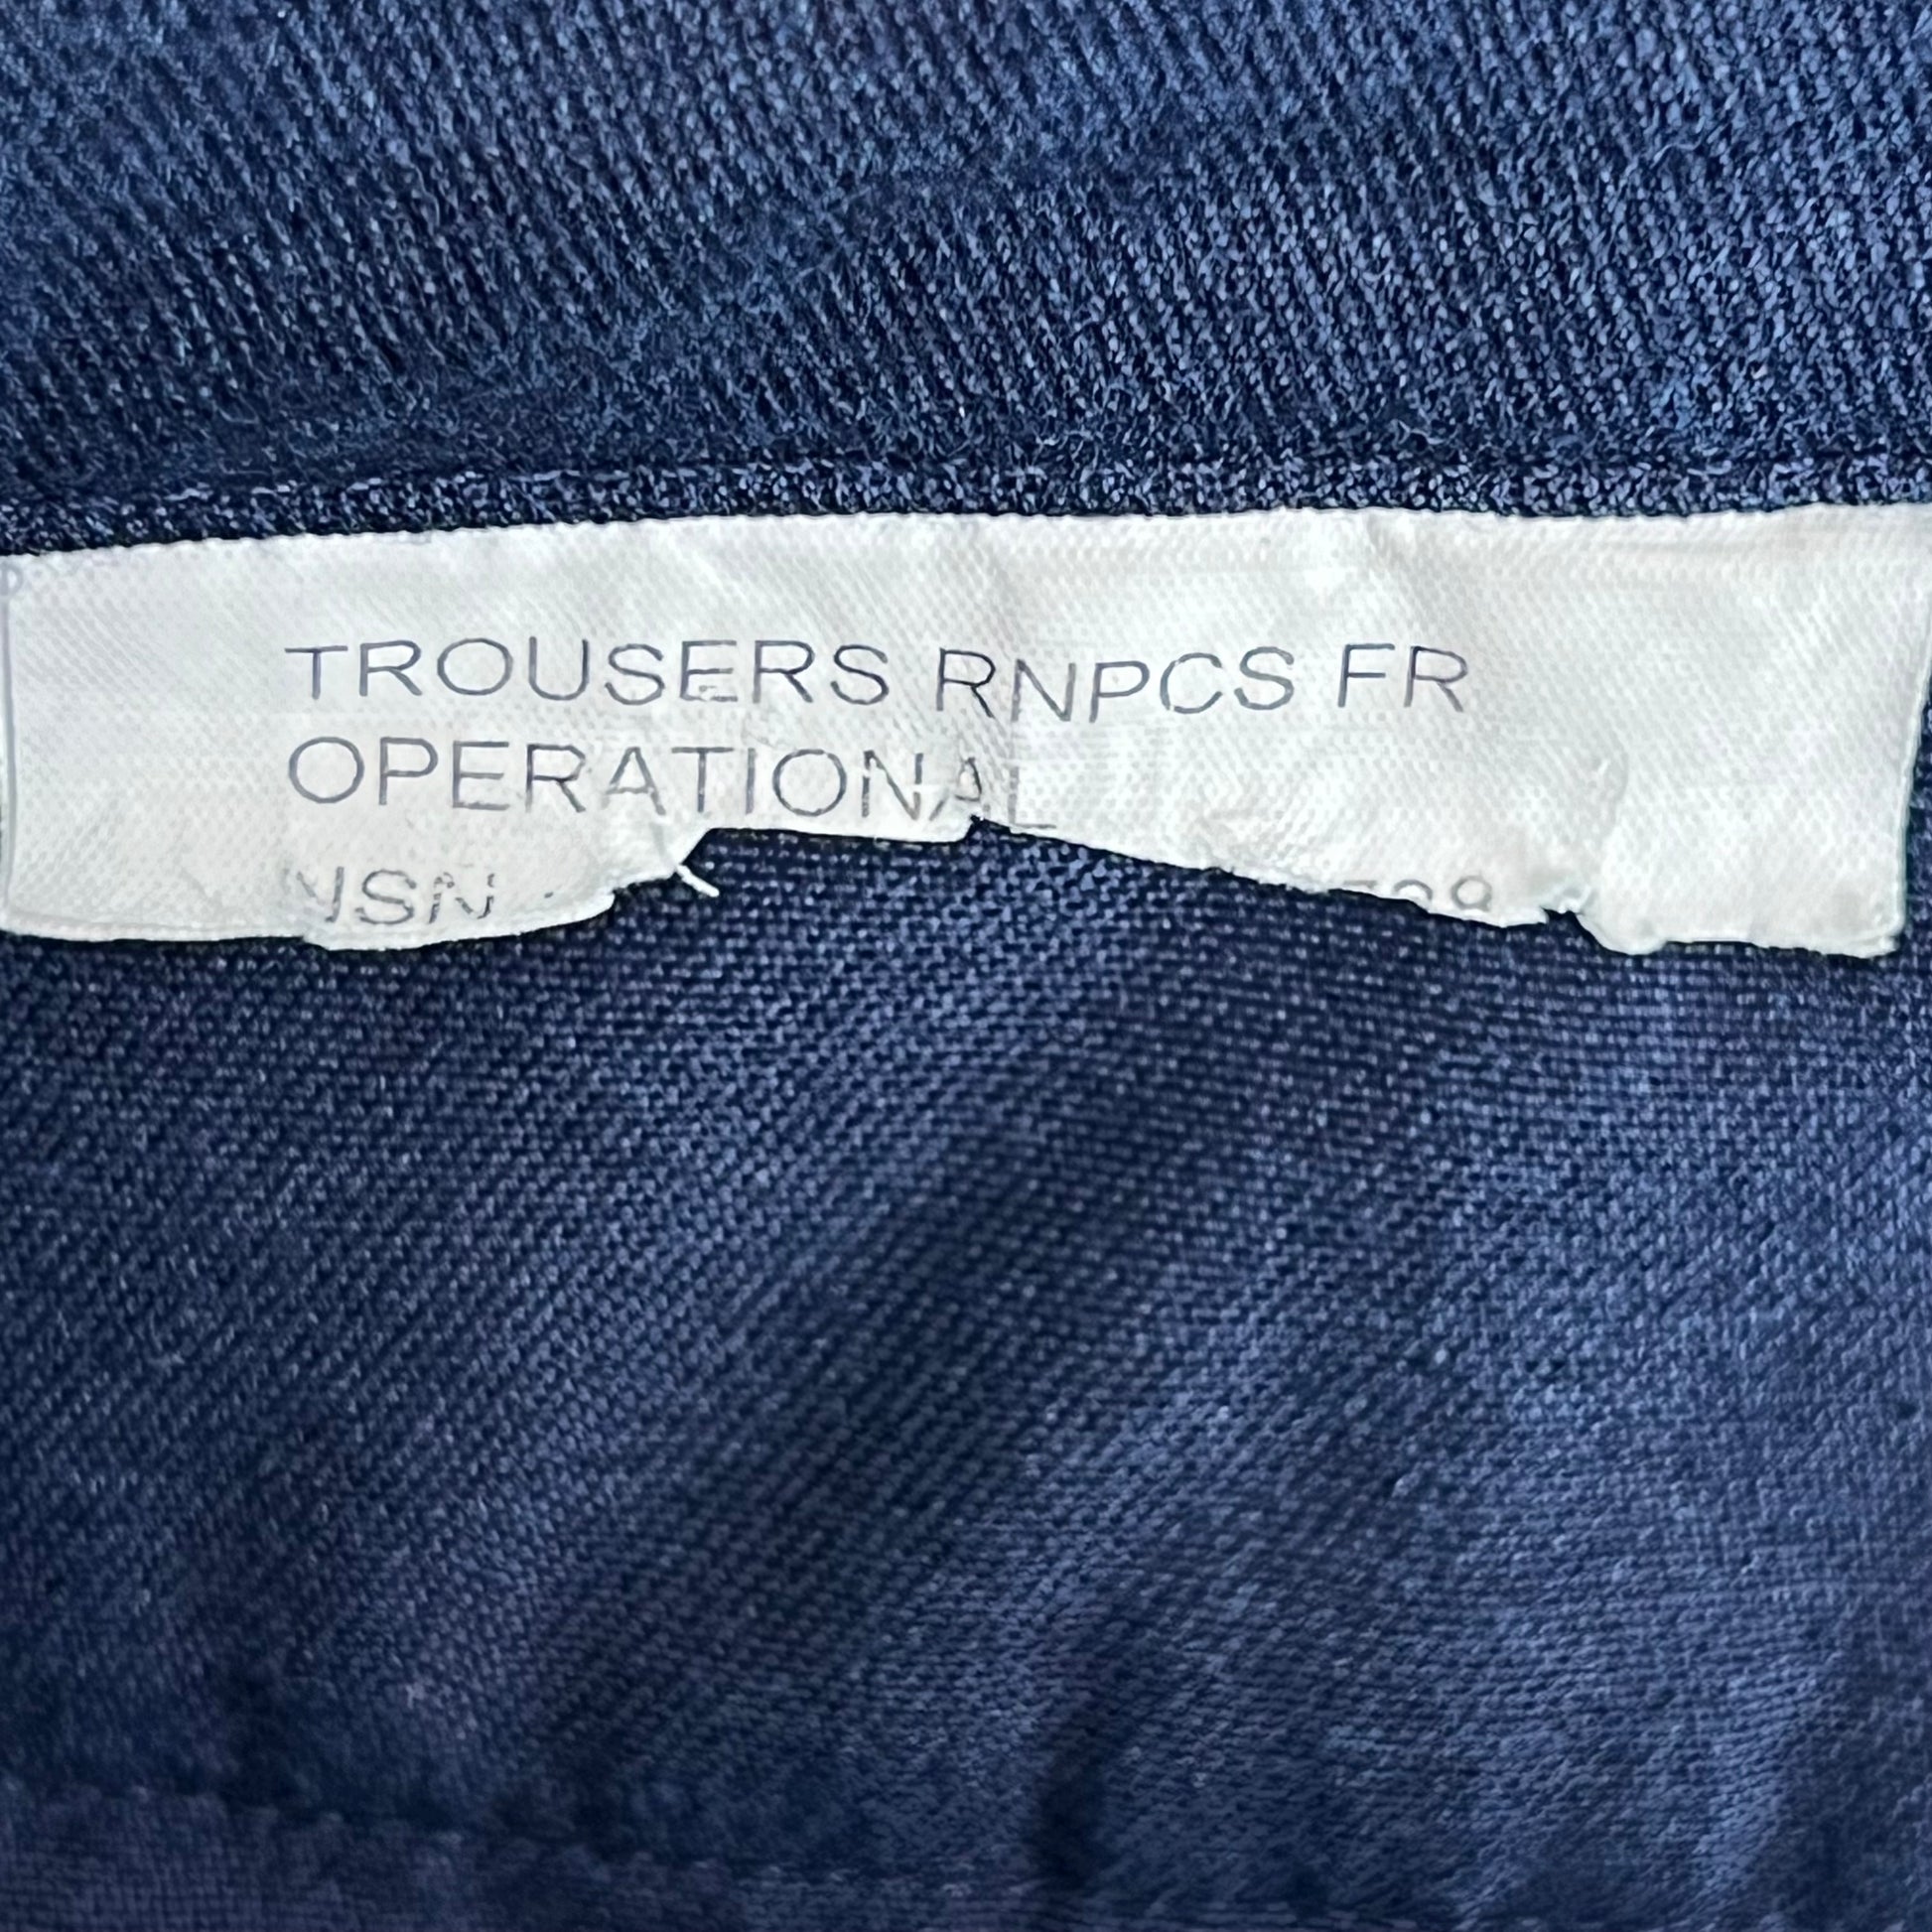 TROUSERS RNPCS FR
OPERATIONAL
NSN